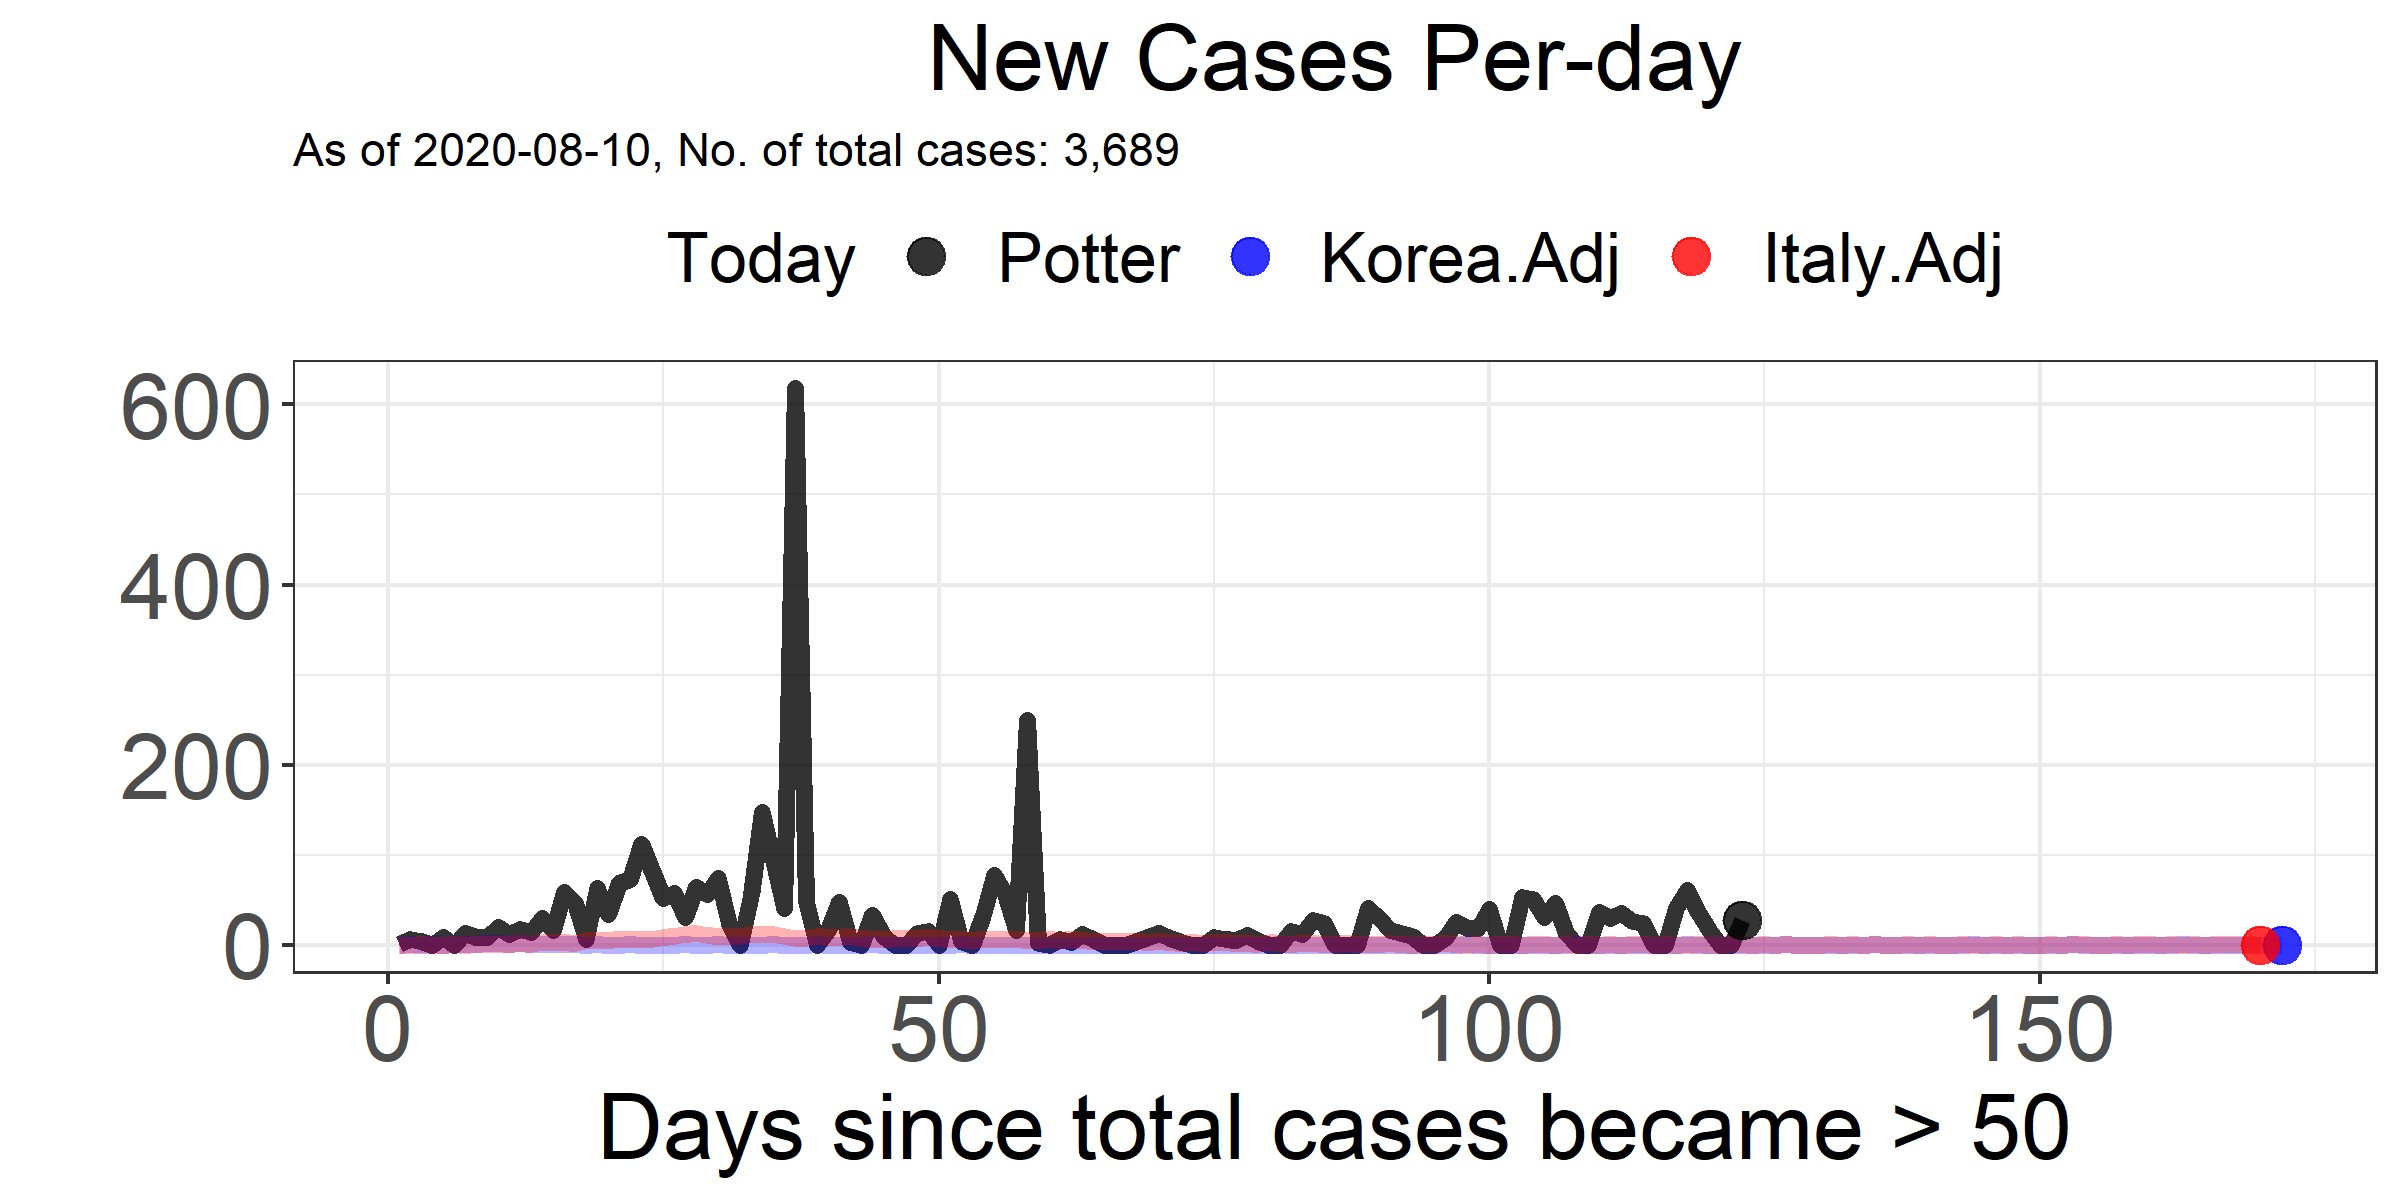 New Cases Per-day
As of 2020-08-10, No. of total cases: 3,689
Today Potter Korea.Adj Italy.Adj
600
400
200
0
0 50 100 150
Days since total cases became > 50